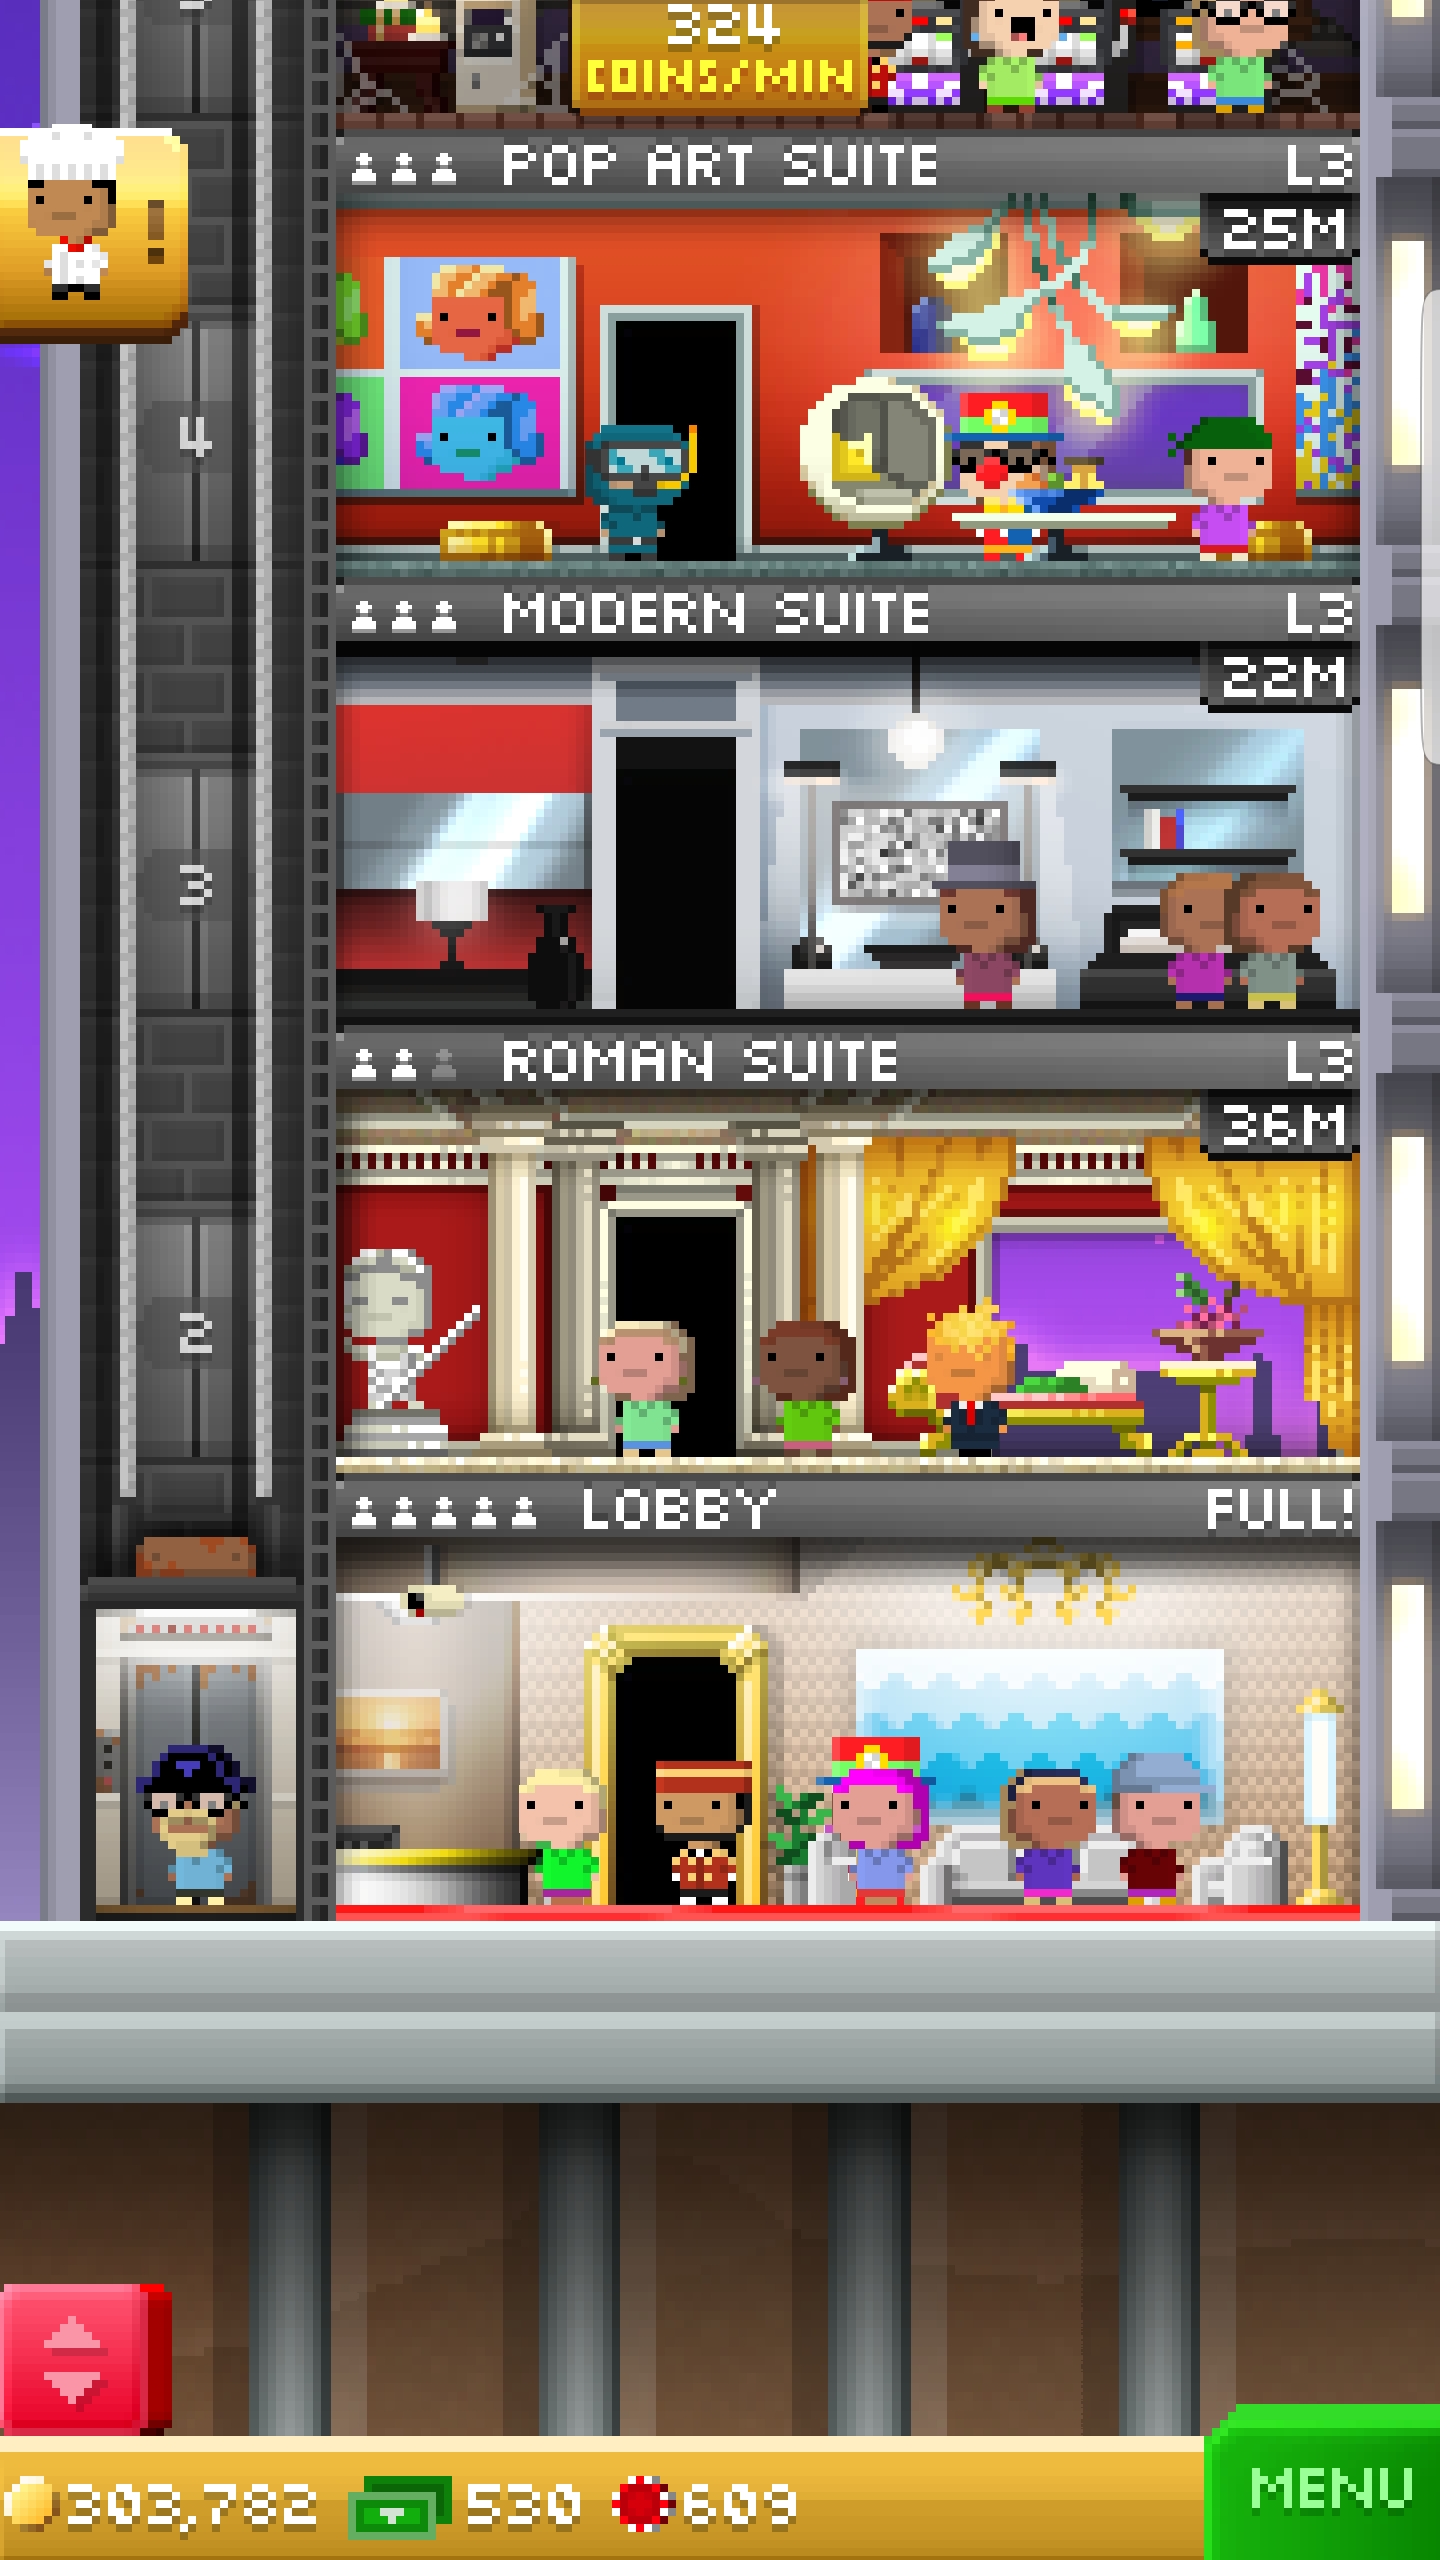 324
COINS/MIN
!
POP ART SUITE L3
25M
4
MODERN SUITE L3
22M
3
ROMAN SUITE L3
36M
2
LOBBY FULL!
303,782 530 609
MENU